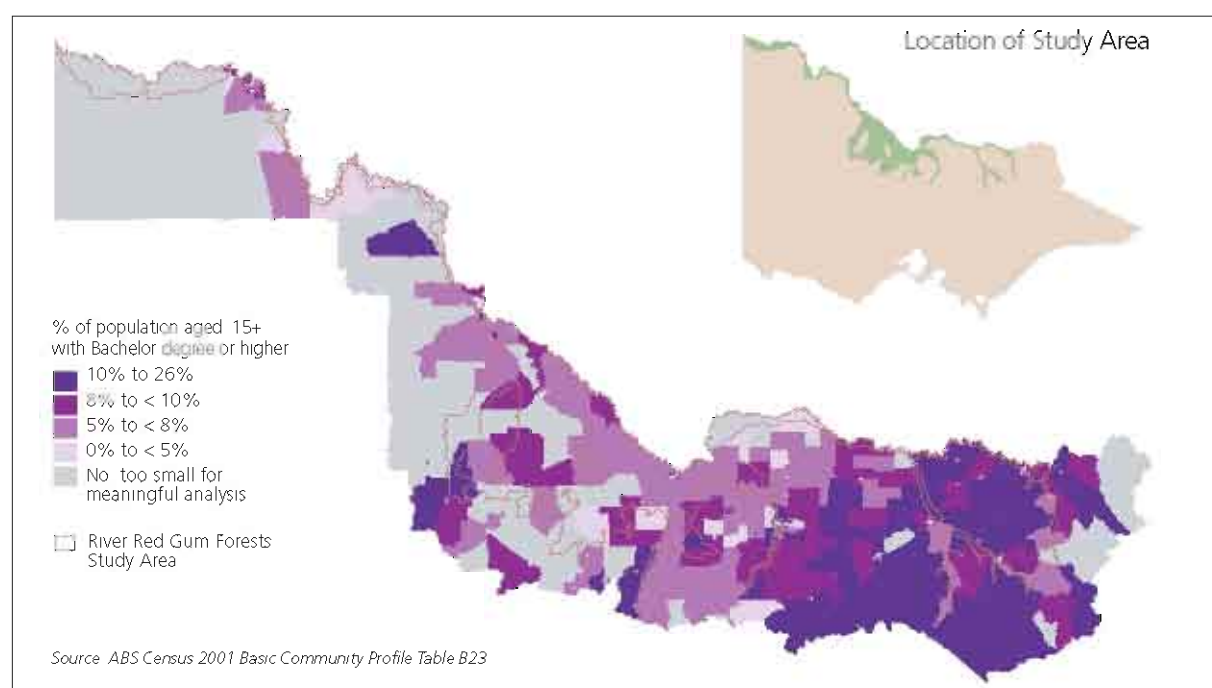 Location of Study Area
% of population aged 15+
with Bachelor degree or higher
10% to 26%
8% to < 10%
5% to < 8%
0% to < 5%
No too small for
meaningful analysis
River Red Gum Forests
Study Area
Source ABS Census 2001 Basic Community Profile Table B23